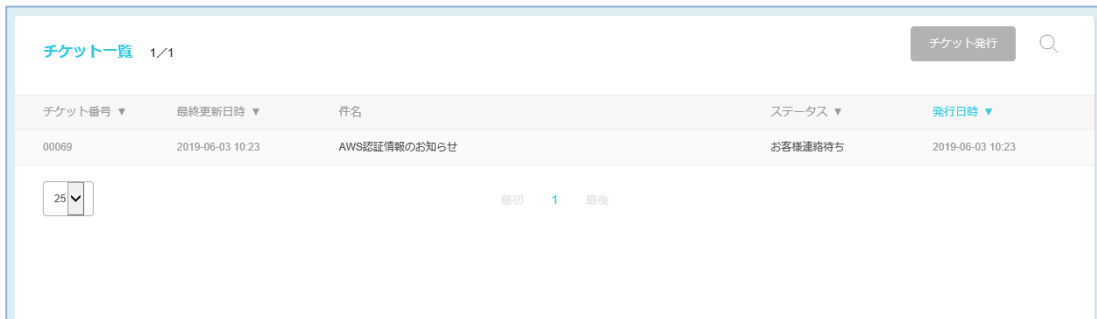 チケット一覧 1／1 チケット発行
チケット番号 ▼ 最終更新日時 ▼ 件名 ステータス ▼ 発行日時 ▼
00069 2019-06-03 10:23 AWS認証情報のお知らせ お客様連絡待ち 2019-06-03 10:23
25 最初 1 最後